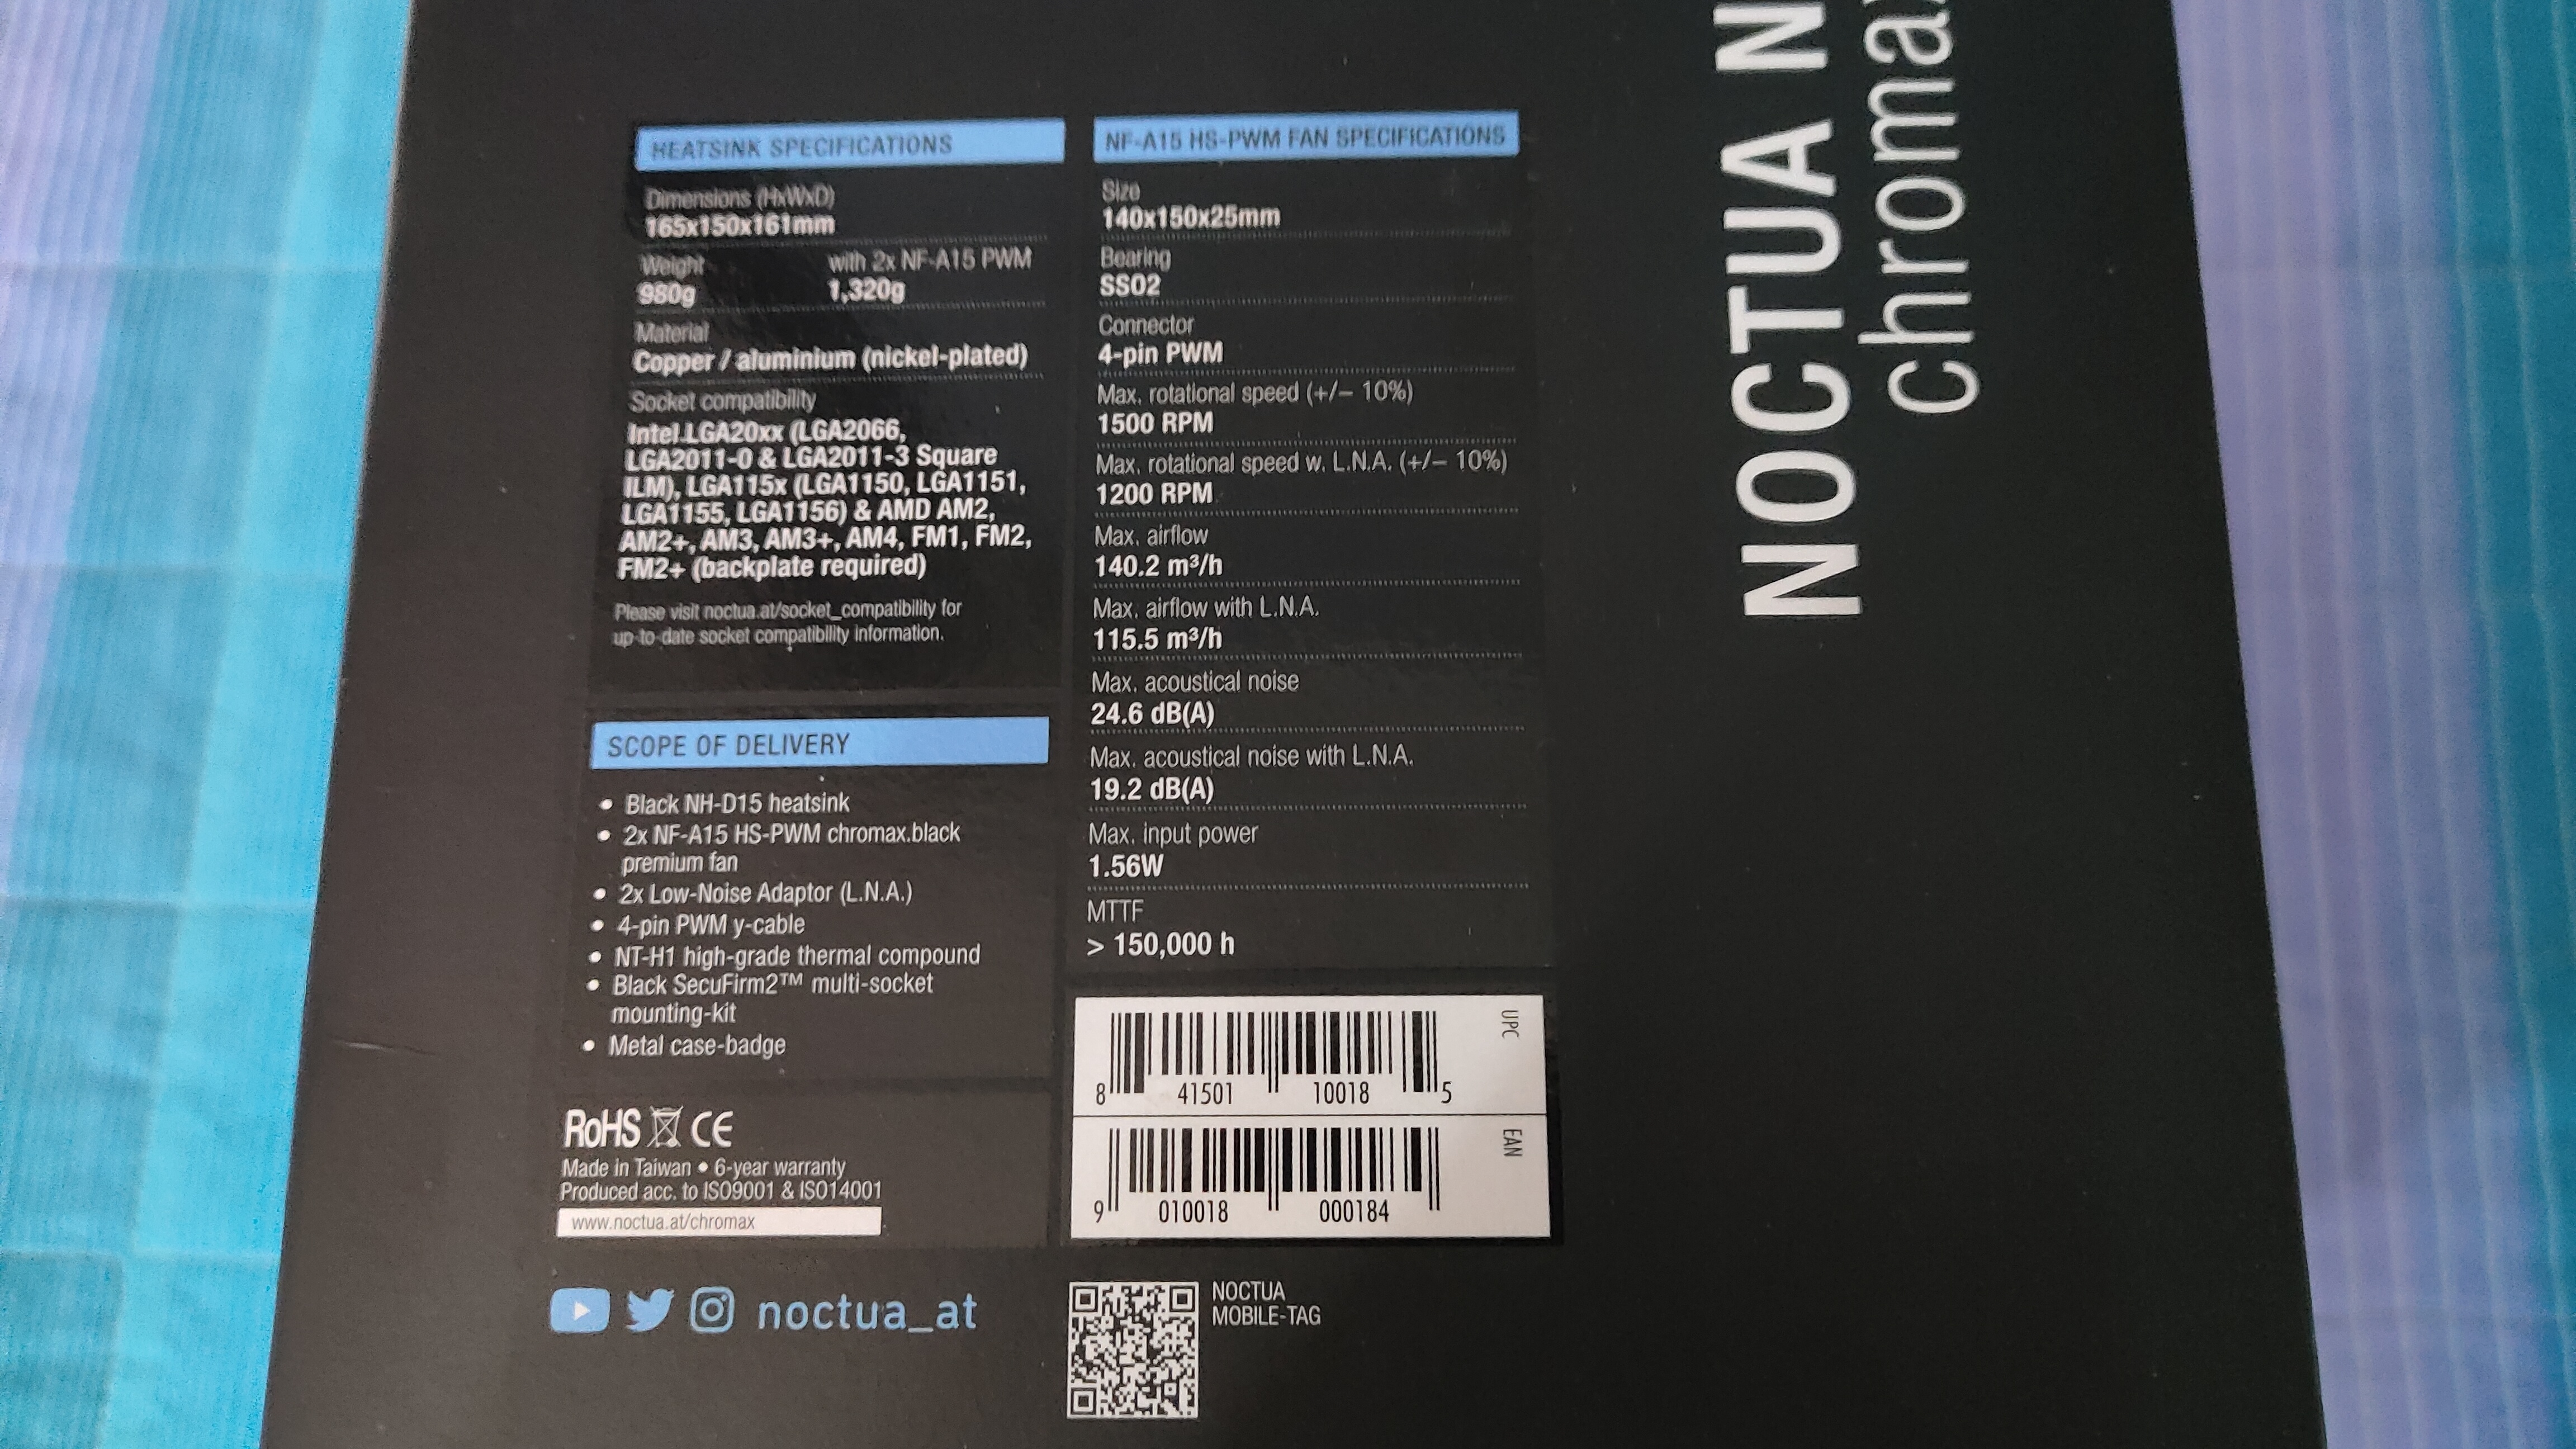 HEATSINK SPECIFICATIONS
Dimensions (HxWxD)
165x150x161mm
Weight with 2x NF-A15 PWM
980g 1,320g
Material
Copper / aluminium (nickel-plated)
Socket compatibility
Intel LGA20xx (LGA2066,
LGA2011-0 & LGA2011-3 Square
ILM), LGA115x (LGA1150, LGA1151,
LGA1155, LGA1156) & AMD AM2,
AM2+, AM3, AM3+, AM4, FM1, FM2,
FM2+ (backplate required)
Please visit noctua.at/socket_compatibility for
up-to-date socket compatibility information.
SCOPE OF DELIVERY
• Black NH-D15 heatsink
• 2x NF-A15 HS-PWM chromax.black
premium fan
• 2x Low-Noise Adaptor (L.N.A.)
• 4-pin PWM y-cable
• NT-H1 high-grade thermal compound
• Black SecuFirm2™ multi-socket
mounting-kit
• Metal case-badge
RoHS CE
Made in Taiwan • 6-year warranty
Produced acc. to ISO9001 & ISO14001
www.noctua.at/chromax
noctua_at
NF-A15 HS-PWM FAN SPECIFICATIONS
Size
140x150x25mm
Bearing
SSO2
Connector
4-pin PWM
Max. rotational speed (+/− 10%)
1500 RPM
Max. rotational speed w. L.N.A. (+/− 10%)
1200 RPM
Max. airflow
140.2 m³/h
Max. airflow with L.N.A.
115.5 m³/h
Max. acoustical noise
24.6 dB(A)
Max. acoustical noise with L.N.A.
19.2 dB(A)
Max. input power
1.56W
MTTF
> 150,000 h
UPC
8 41501 10018 5
EAN
9 010018 000184
NOCTUA
MOBILE-TAG
NOCTUA N
chromax